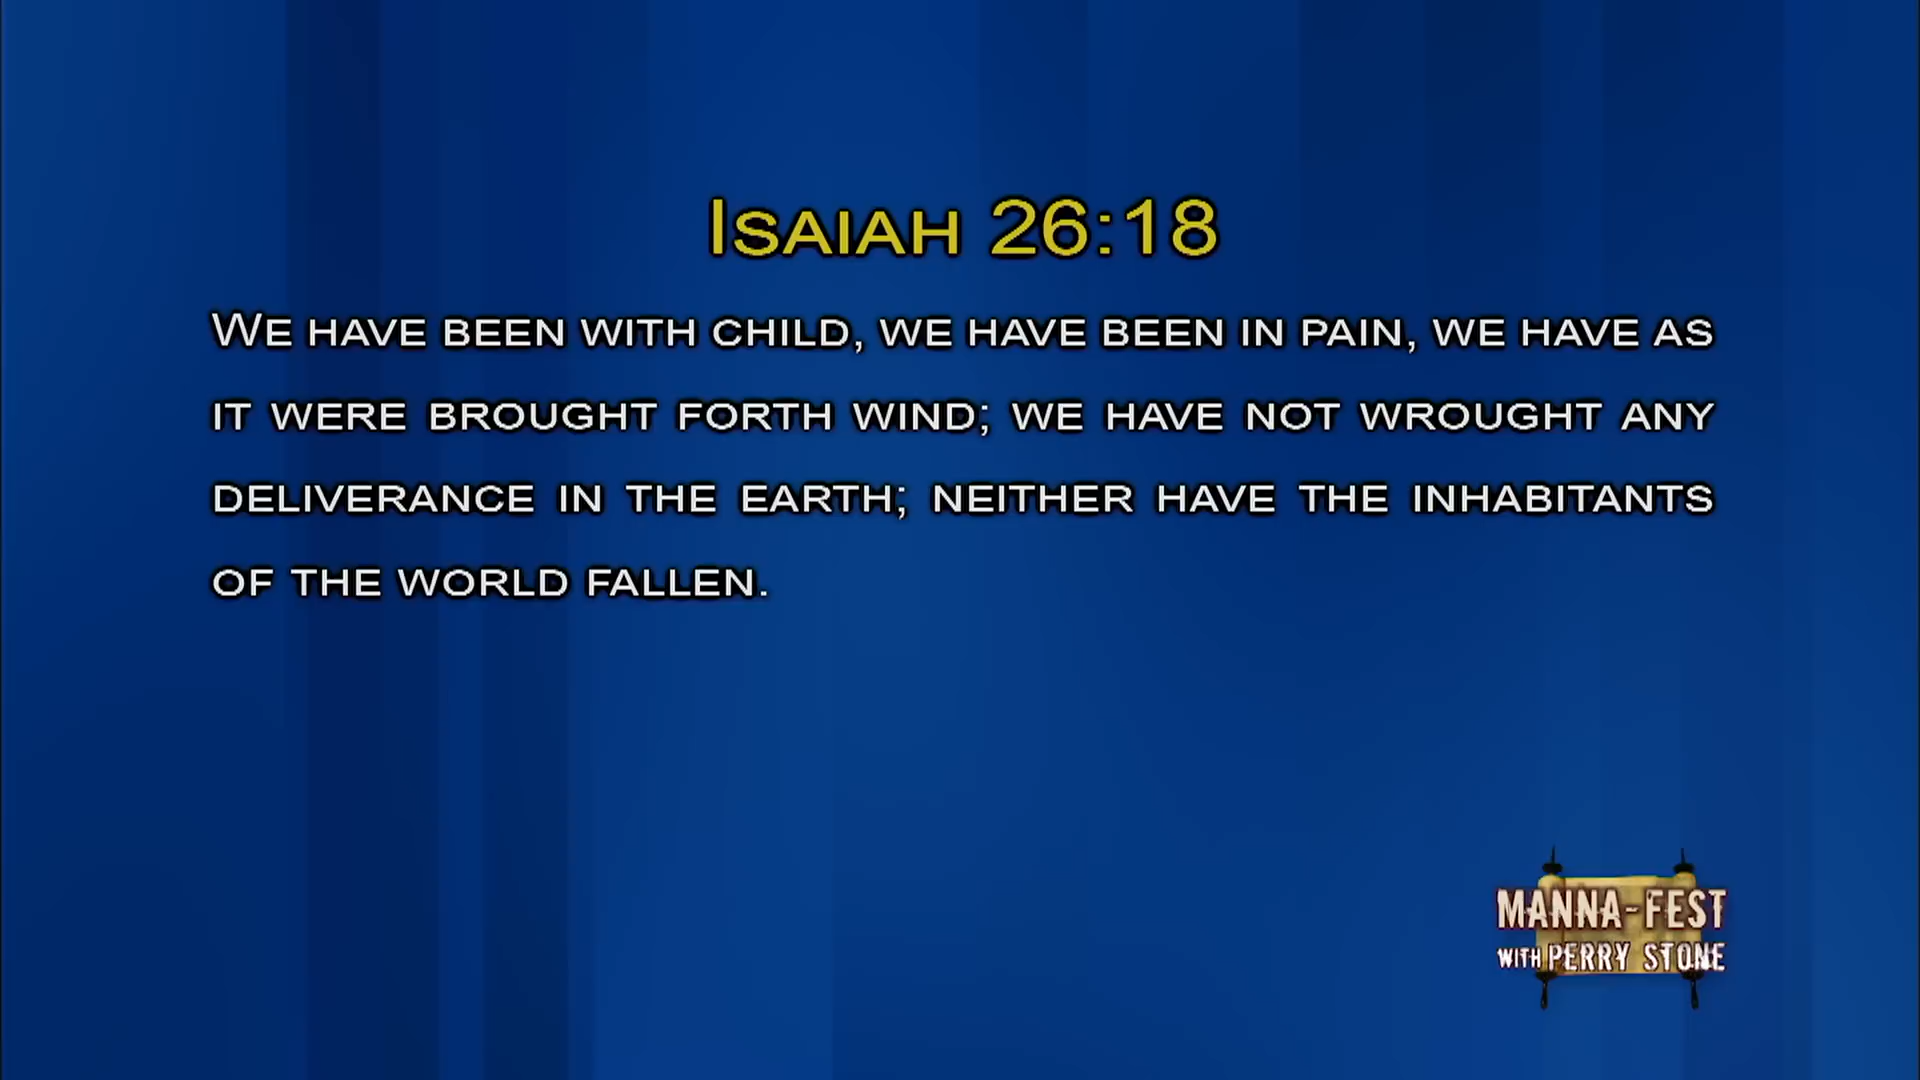 Isaiah 26:18
We have been with child, we have been in pain, we have as
it were brought forth wind; we have not wrought any
deliverance in the earth; neither have the inhabitants
of the world fallen.
MANNA-FEST
WITH PERRY STONE